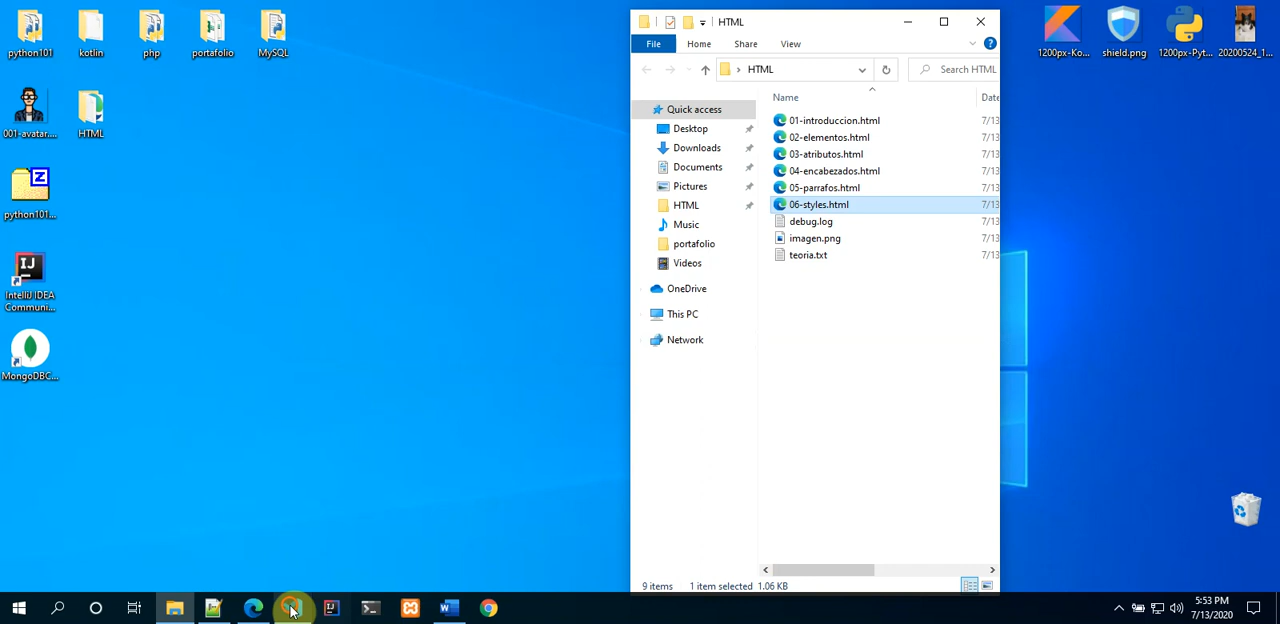 python101
kotlin
php
portafolio
MySQL
001-avatar....
HTML
Z
python101...
IJ
IntelliJ IDEA
Communi...
MongoDBC...
HTML
File
Home
Share
View
?
HTML
Search HTML
Quick access
Desktop
Downloads
Documents
Pictures
HTML
Music
portafolio
Videos
OneDrive
This PC
Network
Name
Date
01-introduccion.html
7/13
02-elementos.html
7/13
03-atributos.html
7/13
04-encabezados.html
7/13
05-parrafos.html
7/13
06-styles.html
7/13
debug.log
7/13
imagen.png
7/13
teoria.txt
7/13
9 items
1 item selected 1.06 KB
1200px-Ko...
shield.png
1200px-Pyt...
20200524_1...
IJ
W
5:53 PM
7/13/2020